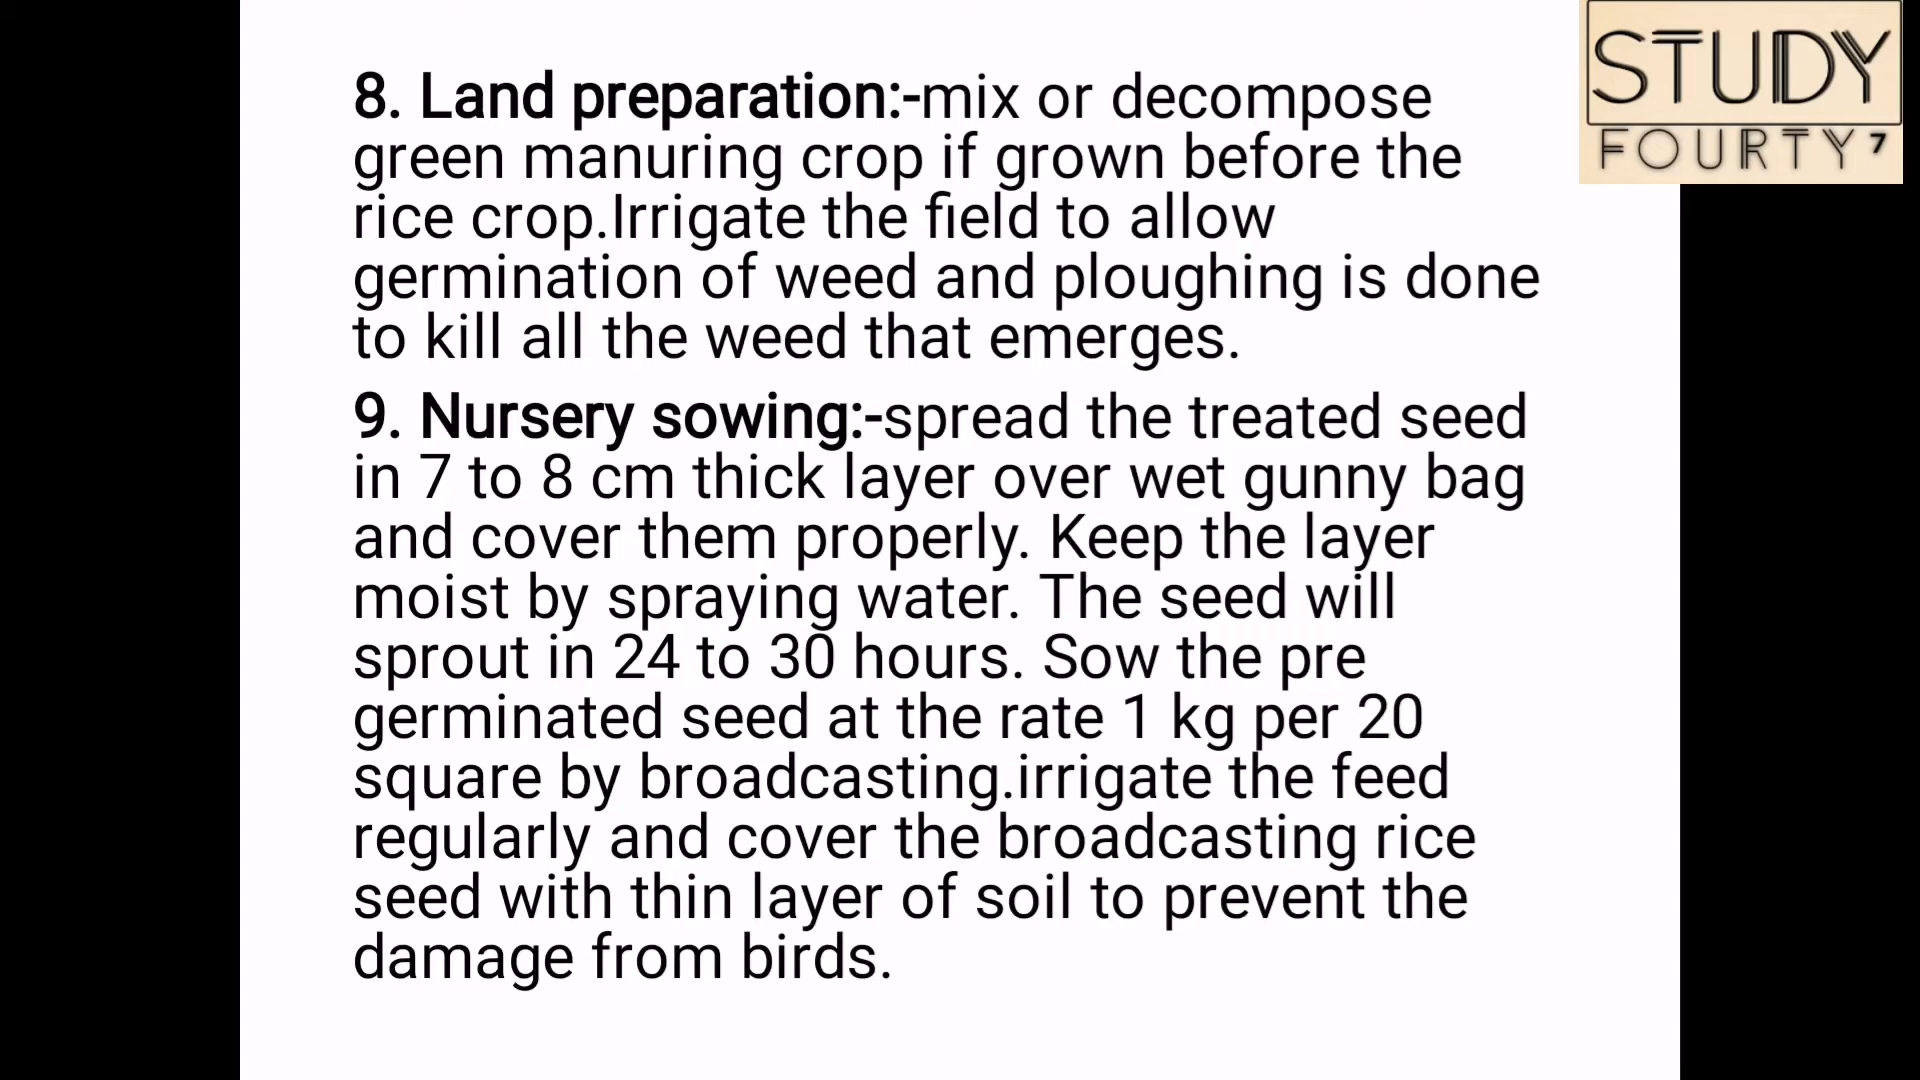 STUDY
FOURTY 7
8. Land preparation:-mix or decompose
green manuring crop if grown before the
rice crop.Irrigate the field to allow
germination of weed and ploughing is done
to kill all the weed that emerges.
9. Nursery sowing:-spread the treated seed
in 7 to 8 cm thick layer over wet gunny bag
and cover them properly. Keep the layer
moist by spraying water. The seed will
sprout in 24 to 30 hours. Sow the pre
germinated seed at the rate 1 kg per 20
square by broadcasting.irrigate the feed
regularly and cover the broadcasting rice
seed with thin layer of soil to prevent the
damage from birds.